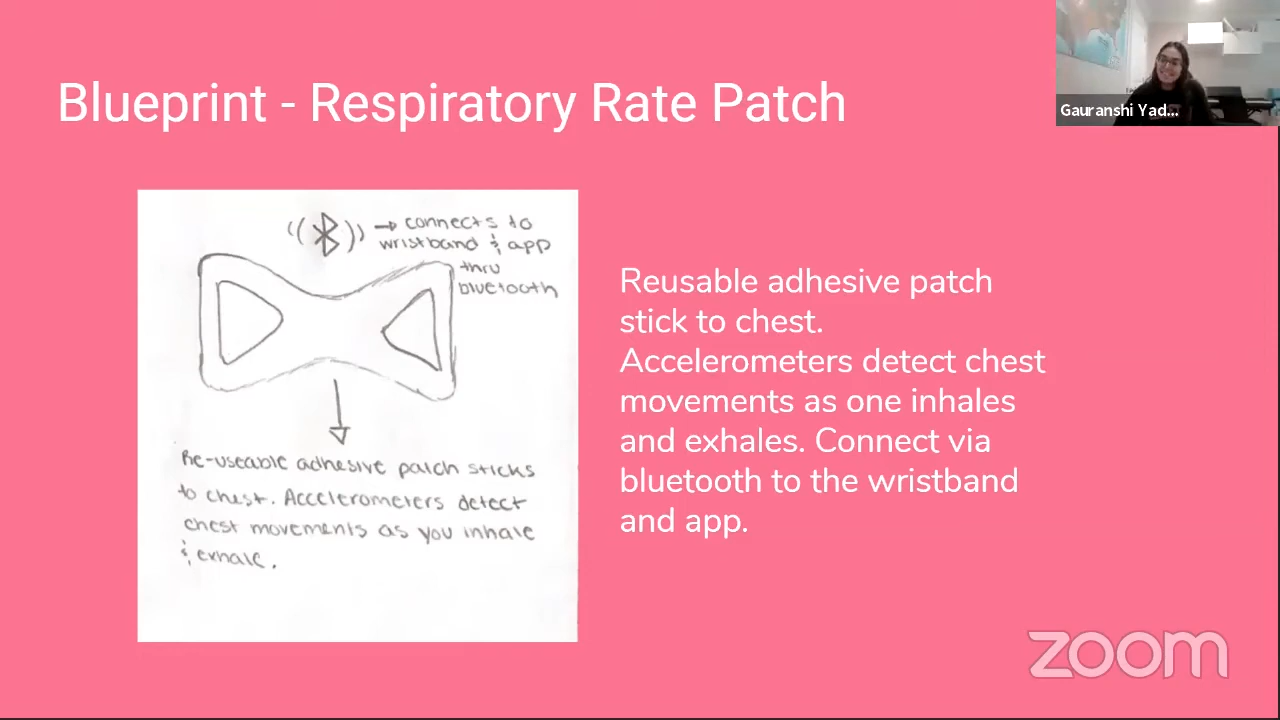 Blueprint - Respiratory Rate Patch
Gauranshi Yad...
→ connects to
wristband & app
thru
bluetooth
Re-useable adhesive patch sticks
to chest. Accelerometers detect
chest movements as you inhale
& exhale.
Reusable adhesive patch
stick to chest.
Accelerometers detect chest
movements as one inhales
and exhales. Connect via
bluetooth to the wristband
and app.
zoom